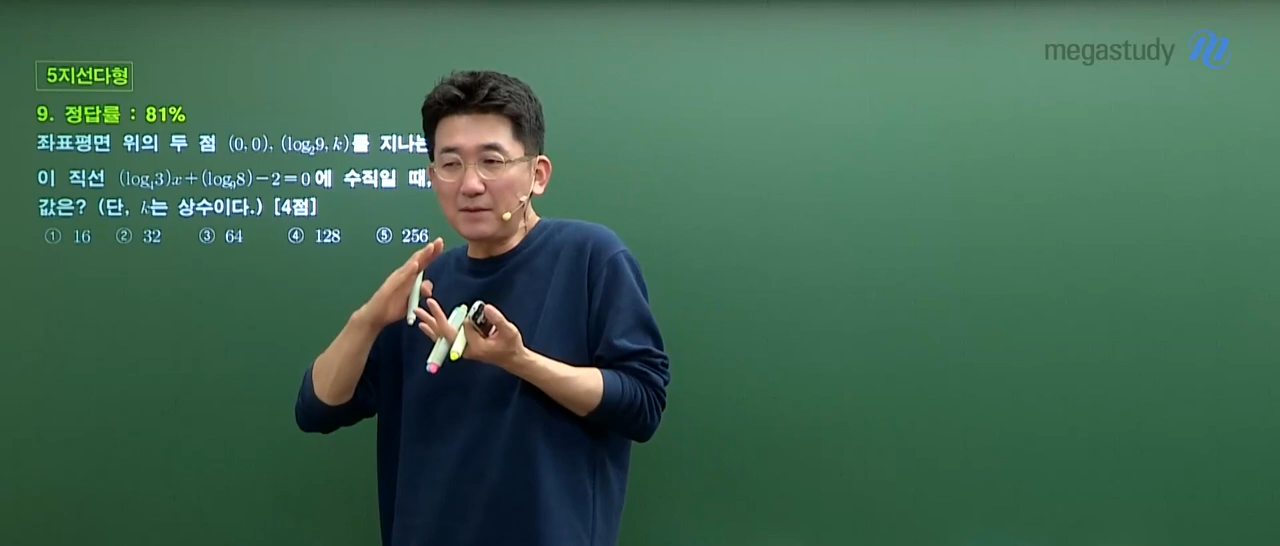 megastudy
5지선다형
9. 정답률 : 81%
좌표평면 위의 두 점 (0, 0), (log₂9, k)를 지나는
이 직선 (log₄3)x+(log₉8)-2=0에 수직일 때,
값은? (단, k는 상수이다.) [4점]
① 16 ② 32 ③ 64 ④ 128 ⑤ 256